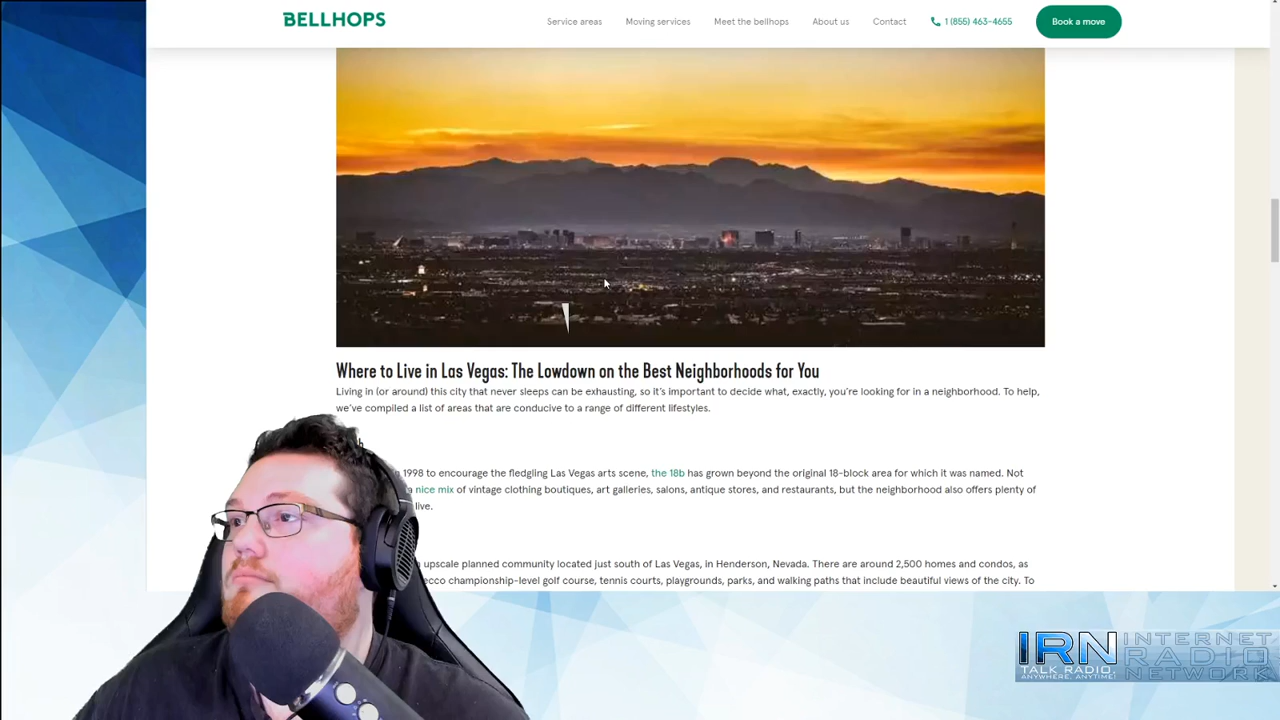 BELLHOPS
Service areas
Moving services
Meet the bellhops
About us
Contact
1 (855) 463-4655
Book a move
Where to Live in Las Vegas: The Lowdown on the Best Neighborhoods for You
Living in (or around) this city that never sleeps can be exhausting, so it's important to decide what, exactly, you're looking for in a neighborhood. To help,
we've compiled a list of areas that are conducive to a range of different lifestyles.
1998 to encourage the fledgling Las Vegas arts scene, the 18b has grown beyond the original 18-block area for which it was named. Not
nice mix of vintage clothing boutiques, art galleries, salons, antique stores, and restaurants, but the neighborhood also offers plenty of
live.
upscale planned community located just south of Las Vegas, in Henderson, Nevada. There are around 2,500 homes and condos, as
championship-level golf course, tennis courts, playgrounds, parks, and walking paths that include beautiful views of the city. To
IRN INTERNET
RADIO
TALK RADIO.
ANYWHERE. ANYTIME!
NETWORK